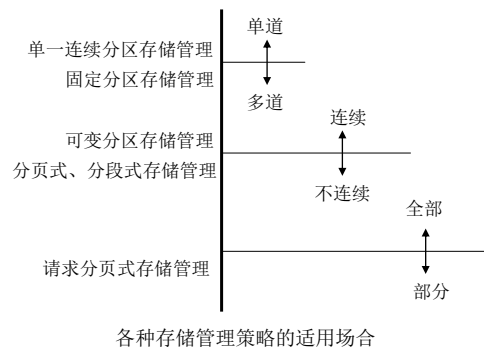 单道
单一连续分区存储管理
固定分区存储管理
多道
连续
可变分区存储管理
分页式、分段式存储管理
不连续
全部
请求分页式存储管理
部分
各种存储管理策略的适用场合